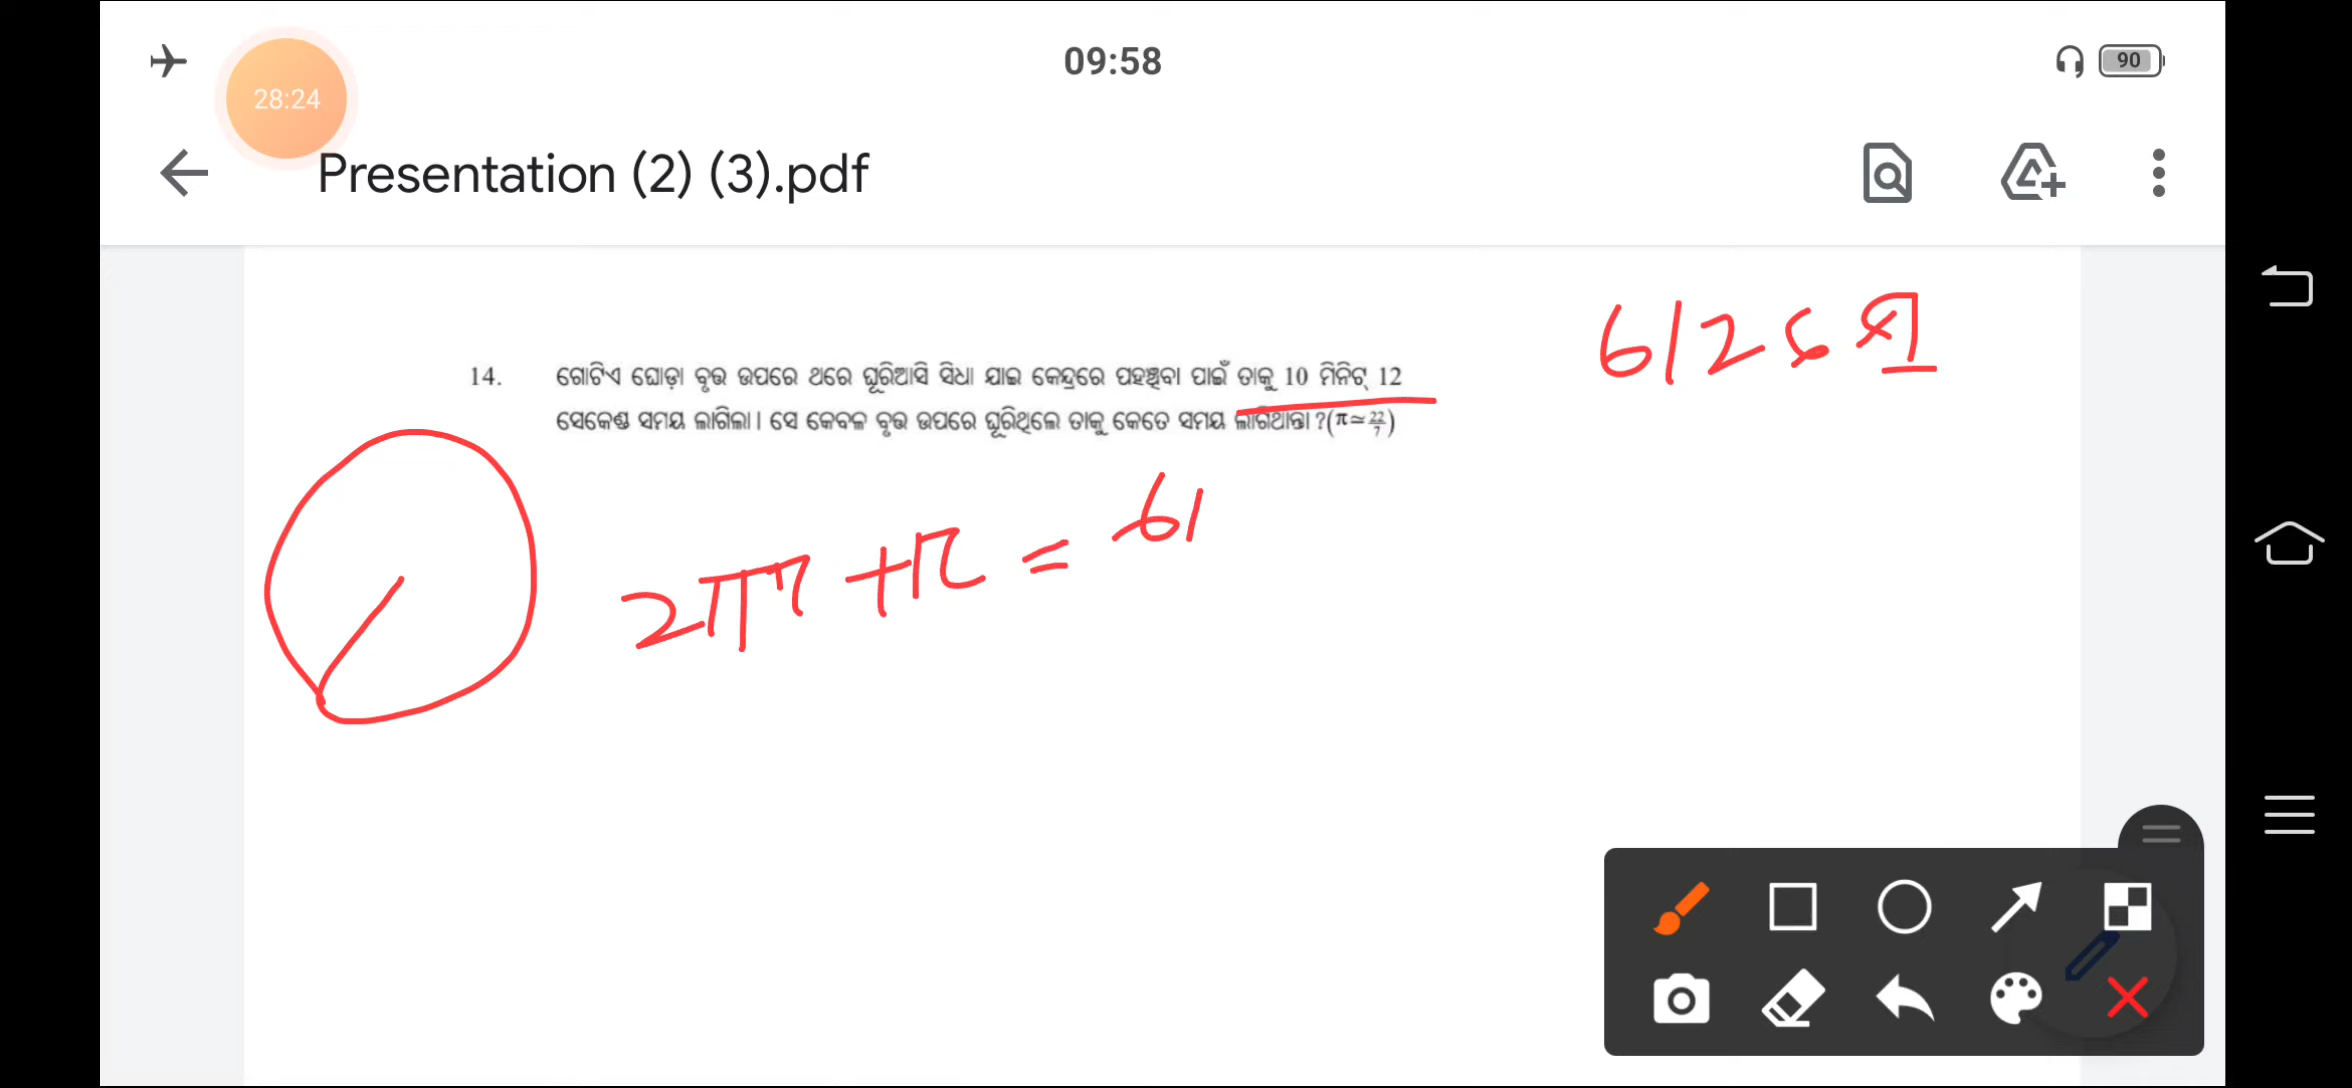 09:58
90
28:24
Presentation (2) (3).pdf
14. ଗୋଟିଏ ଘୋଡ଼ା ବୃତ୍ତ ଉପରେ ଥରେ ଘୂରିଆସି ସିଧା ଯାଇ କେନ୍ଦ୍ରରେ ପହଞ୍ଚିବା ପାଇଁ ତାକୁ 10 ମିନିଟ୍ 12
ସେକେଣ୍ଡ ସମୟ ଲାଗିଲା । ସେ କେବଳ ବୃତ୍ତ ଉପରେ ଘୂରିଥିଲେ ତାକୁ କେତେ ସମୟ ଲାଗିଥାନ୍ତା ?(π≃22/7)
612
2πr + r = 61